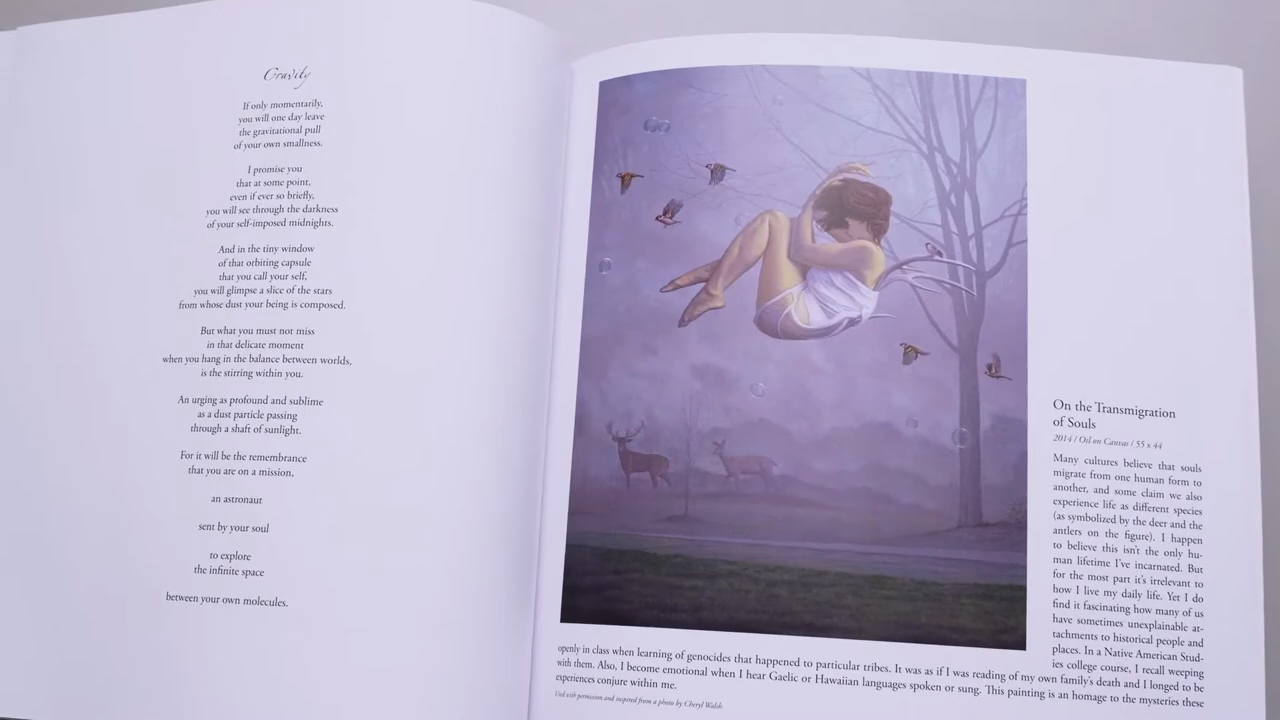 Gravity
If only momentarily,
you will one day leave
the gravitational pull
of your own smallness.
I promise you
that at some point,
even if ever so briefly,
you will see through the darkness
of your self-imposed midnights.
And in the tiny window
of that orbiting capsule
that you call your self,
you will glimpse a slice of the stars
from whose dust your being is composed.
But what you must not miss
in that delicate moment
when you hang in the balance between worlds,
is the stirring within you.
An urging as profound and sublime
as a dust particle passing
through a shaft of sunlight.
For it will be the remembrance
that you are on a mission,
an astronaut
sent by your soul
to explore
the infinite space
between your own molecules.
On the Transmigration
of Souls
2014 / Oil on Canvas / 55 x 44
Many cultures believe that souls
migrate from one human form to
another, and some claim we also
experience life as different species
(as symbolized by the deer and the
antlers on the figure). I happen
to believe this isn't the only hu-
man lifetime I've incarnated. But
for the most part it's irrelevant to
how I live my daily life. Yet I do
find it fascinating how many of us
have sometimes unexplainable at-
tachments to historical people and
places. In a Native American Stud-
ies college course, I recall weeping
openly in class when learning of genocides that happened to particular tribes. It was as if I was reading of my own family's death and I longed to be
with them. Also, I become emotional when I hear Gaelic or Hawaiian languages spoken or sung. This painting is an homage to the mysteries these
experiences conjure within me.
Used with permission and inspired from a photo by Cheryl Walsh